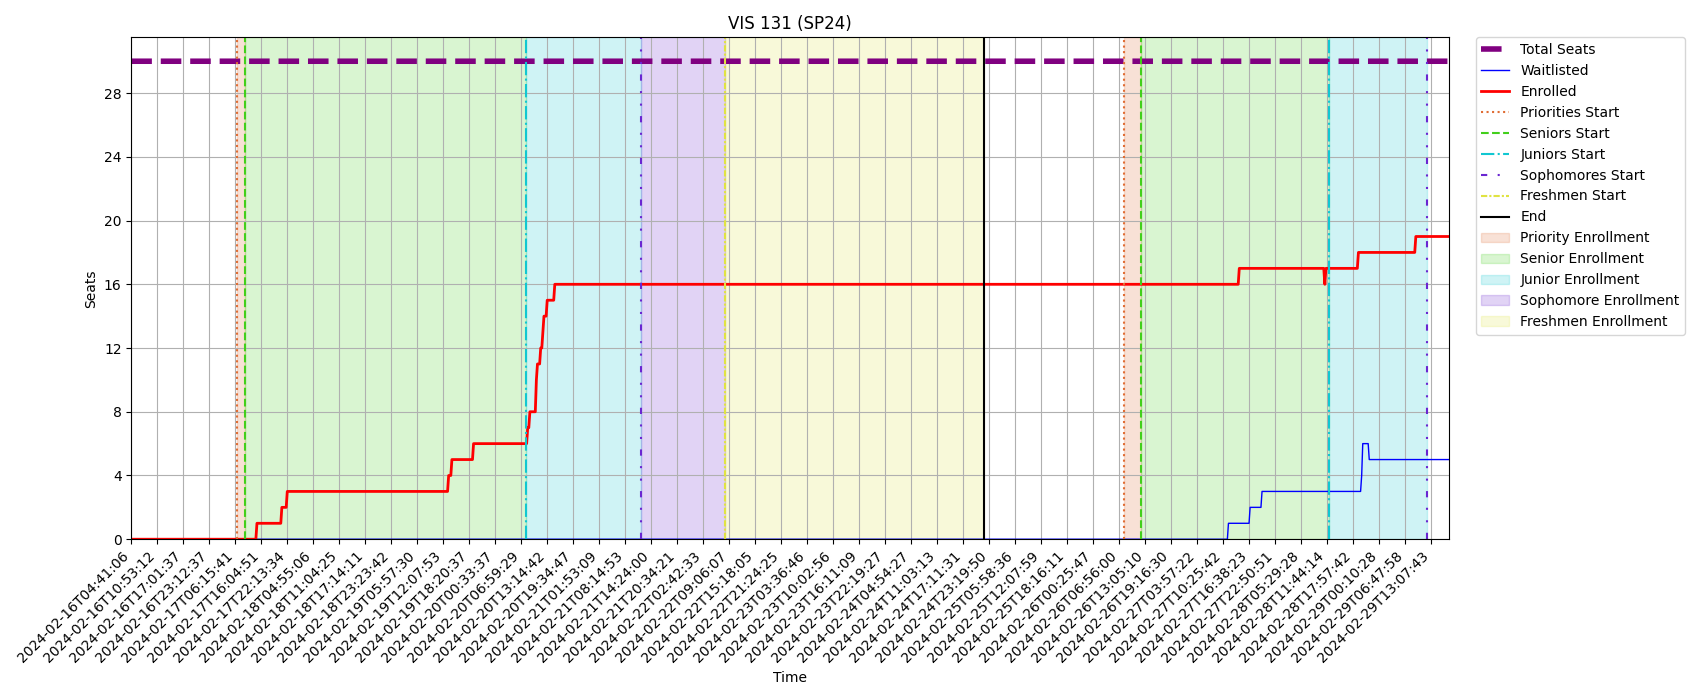 VIS 131 (SP24)
Total Seats
Waitlisted
Enrolled
Priorities Start
Seniors Start
Juniors Start
Sophomores Start
Freshmen Start
End
Priority Enrollment
Senior Enrollment
Junior Enrollment
Sophomore Enrollment
Freshmen Enrollment
Seats
28
24
20
16
12
8
4
0
2024-02-16T04:41:06
2024-02-16T10:53:12
2024-02-16T17:01:37
2024-02-16T23:12:37
2024-02-17T06:15:41
2024-02-17T16:04:51
2024-02-17T22:13:34
2024-02-18T04:55:06
2024-02-18T11:04:25
2024-02-18T17:14:11
2024-02-18T23:23:42
2024-02-19T05:57:30
2024-02-19T12:07:53
2024-02-19T18:20:37
2024-02-20T00:33:37
2024-02-20T06:59:29
2024-02-20T13:14:42
2024-02-20T19:34:47
2024-02-21T01:53:09
2024-02-21T08:14:53
2024-02-21T14:24:00
2024-02-21T20:34:21
2024-02-22T02:42:33
2024-02-22T09:06:07
2024-02-22T15:18:05
2024-02-22T21:24:25
2024-02-23T03:36:46
2024-02-23T10:02:56
2024-02-23T16:11:09
2024-02-23T22:19:27
2024-02-24T04:54:27
2024-02-24T11:03:13
2024-02-24T17:11:31
2024-02-24T23:19:50
2024-02-25T05:58:36
2024-02-25T12:07:59
2024-02-25T18:16:11
2024-02-26T00:25:47
2024-02-26T06:56:00
2024-02-26T13:05:10
2024-02-26T19:16:30
2024-02-27T03:57:22
2024-02-27T10:25:42
2024-02-27T16:38:23
2024-02-27T22:50:51
2024-02-28T05:29:28
2024-02-28T11:44:14
2024-02-28T17:57:42
2024-02-29T00:10:28
2024-02-29T06:47:58
2024-02-29T13:07:43
Time